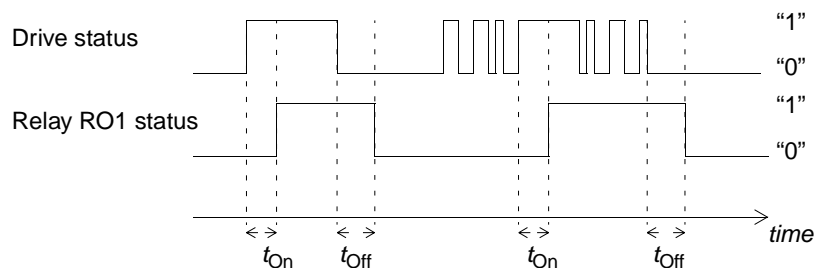 Drive status
“1”
“0”
Relay RO1 status
“1”
“0”
time
tOn
tOff
tOn
tOff